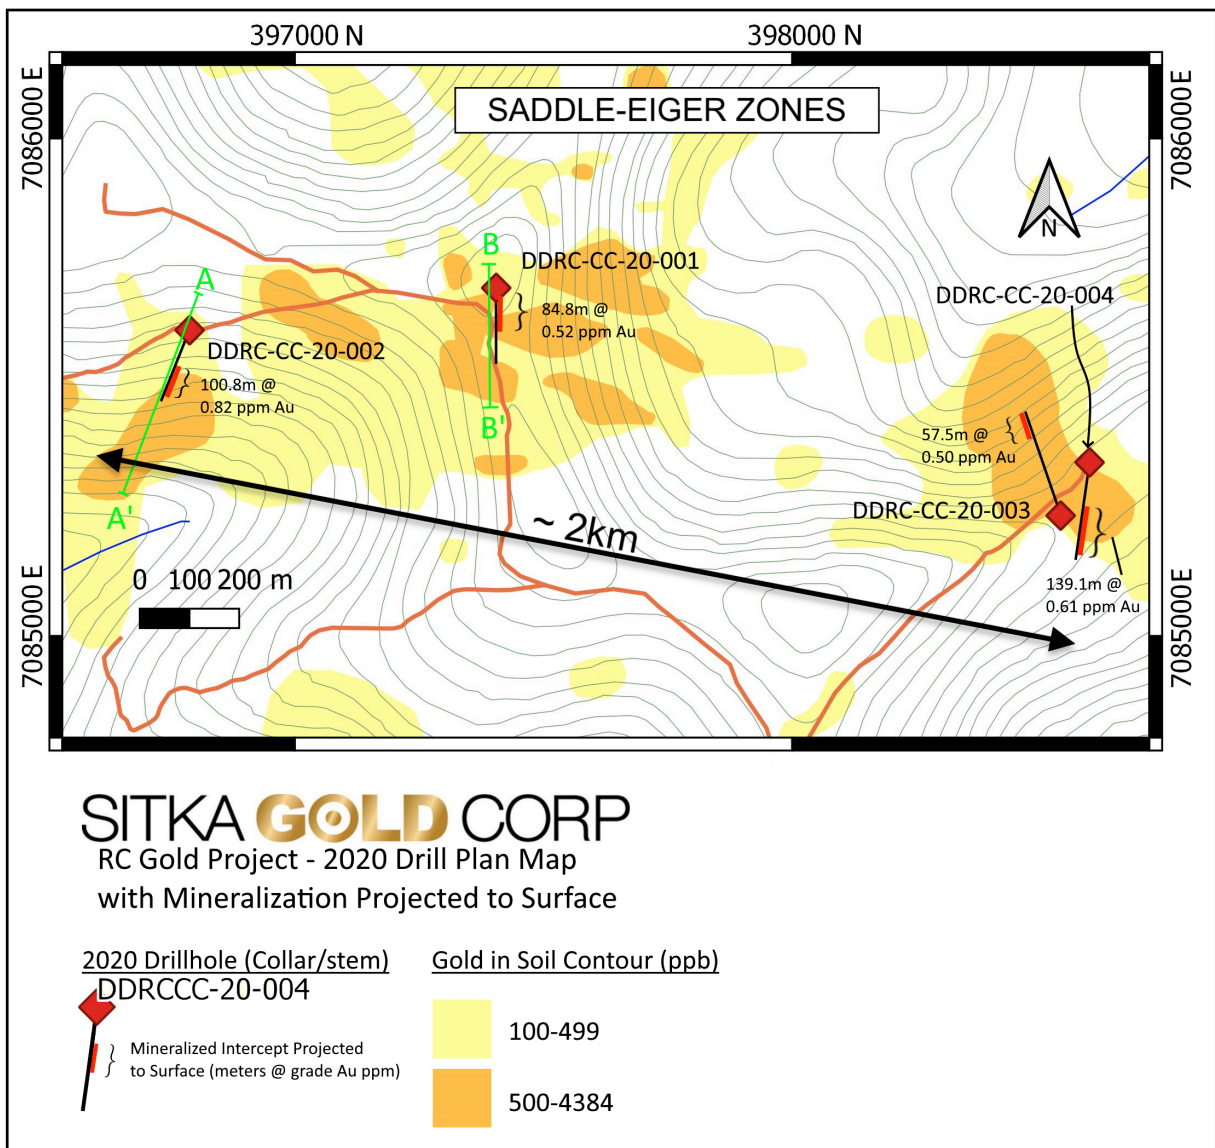 397000 N
398000 N
7086000 E
7086000 E
SADDLE-EIGER ZONES
N
B
DDRC-CC-20-001
A
84.8m @
0.52 ppm Au
DDRC-CC-20-004
DDRC-CC-20-002
100.8m @
0.82 ppm Au
B'
57.5m @
0.50 ppm Au
A'
DDRC-CC-20-003
~ 2km
0 100 200 m
139.1m @
0.61 ppm Au
7085000 E
7085000 E
SITKA GOLD CORP
RC Gold Project - 2020 Drill Plan Map
with Mineralization Projected to Surface
2020 Drillhole (Collar/stem)
DDRCCC-20-004
Mineralized Intercept Projected
to Surface (meters @ grade Au ppm)
Gold in Soil Contour (ppb)
100-499
500-4384